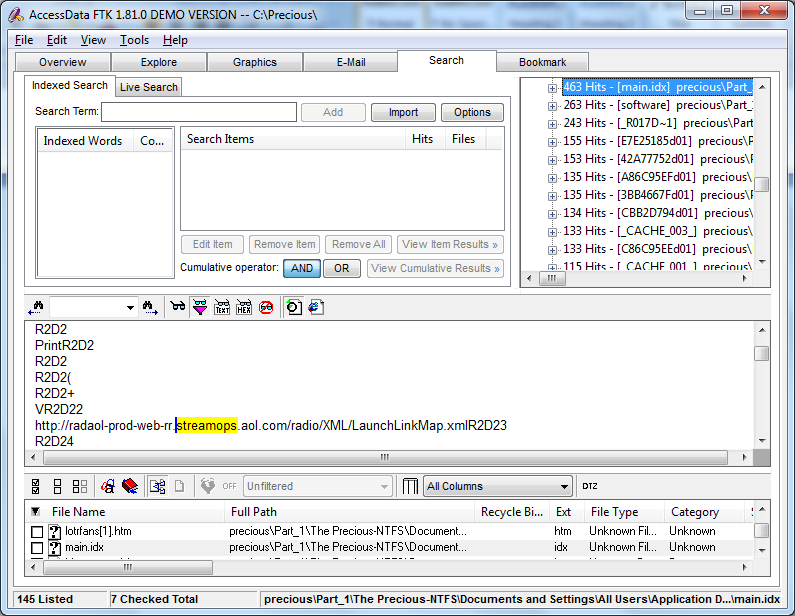 AccessData FTK 1.81.0 DEMO VERSION -- C:\Precious\
File Edit View Tools Help
Overview Explore Graphics E-Mail Search Bookmark
Indexed Search Live Search
Search Term: Add Import Options
Indexed Words Co... Search Items Hits Files
Edit Item Remove Item Remove All View Item Results »
Cumulative operator: AND OR View Cumulative Results »
463 Hits - [main.idx] precious\Part_
263 Hits - [software] precious\Part_
243 Hits - [_R017D~1] precious\Part
155 Hits - [E7E25185d01] precious\
153 Hits - [42A77752d01] precious\
135 Hits - [A86C95EFd01] precious\
135 Hits - [3BB4667Fd01] precious\
134 Hits - [CBB2D794d01] precious\
133 Hits - [_CACHE_003_] precious\
133 Hits - [C86C95EEd01] precious\
115 Hits - [_CACHE_001_] precious\
TEXT HEX
R2D2
PrintR2D2
R2D2
R2D2(
R2D2+
VR2D22
http://radaol-prod-web-rr.streamops.aol.com/radio/XML/LaunchLinkMap.xmlR2D23
R2D24
OFF Unfiltered All Columns DTZ
File Name Full Path Recycle Bi... Ext File Type Category
lotrfans[1].htm precious\Part_1\The Precious-NTFS\Document... htm Unknown Fil... Unknown
main.idx precious\Part_1\The Precious-NTFS\Document... idx Unknown Fil... Unknown
145 Listed 7 Checked Total precious\Part_1\The Precious-NTFS\Documents and Settings\All Users\Application D...\main.idx